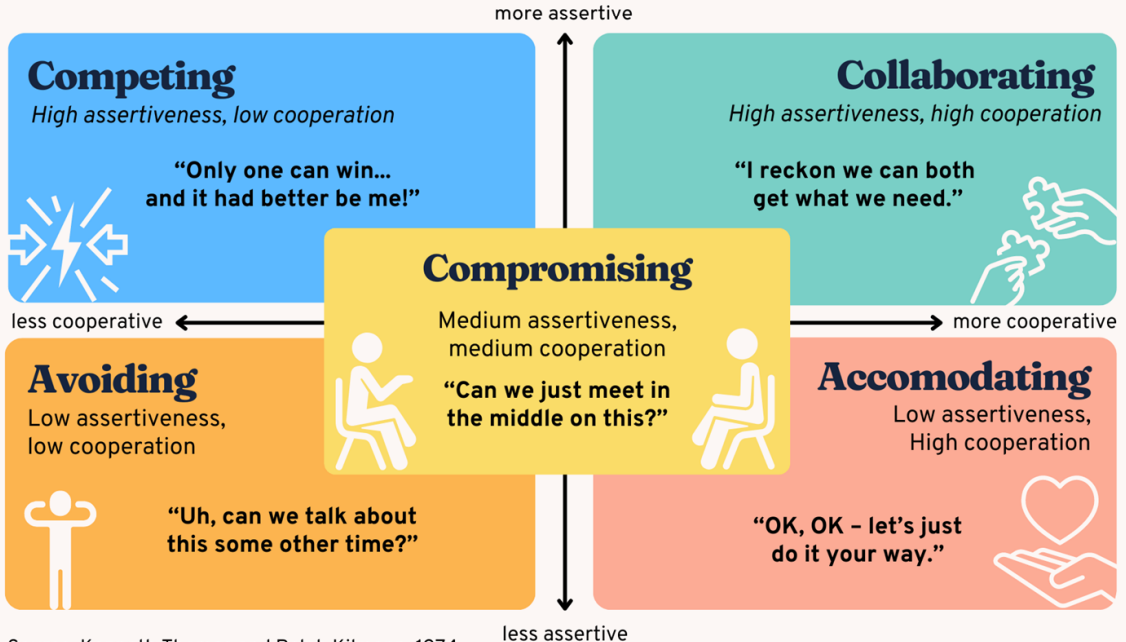 more assertive
Competing
High assertiveness, low cooperation
“Only one can win...
and it had better be me!”
Collaborating
High assertiveness, high cooperation
“I reckon we can both
get what we need.”
Compromising
Medium assertiveness,
medium cooperation
“Can we just meet in
the middle on this?”
less cooperative
more cooperative
Avoiding
Low assertiveness,
low cooperation
“Uh, can we talk about
this some other time?”
Accomodating
Low assertiveness,
High cooperation
“OK, OK – let’s just
do it your way.”
less assertive